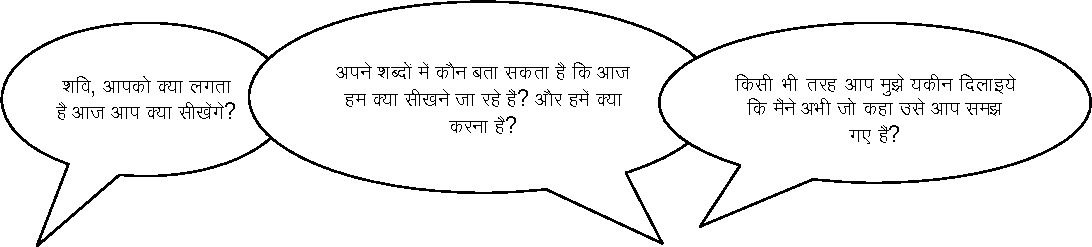 शवि, आपको क्या लगता
है आज आप क्या सीखेंगे?
अपने शब्दों में कौन बता सकता है कि आज
हम क्या सीखने जा रहे हैं? और हमें क्या
करना है?
किसी भी तरह आप मुझे यकीन दिलाइये
कि मैंने अभी जो कहा उसे आप समझ
गए हैं?